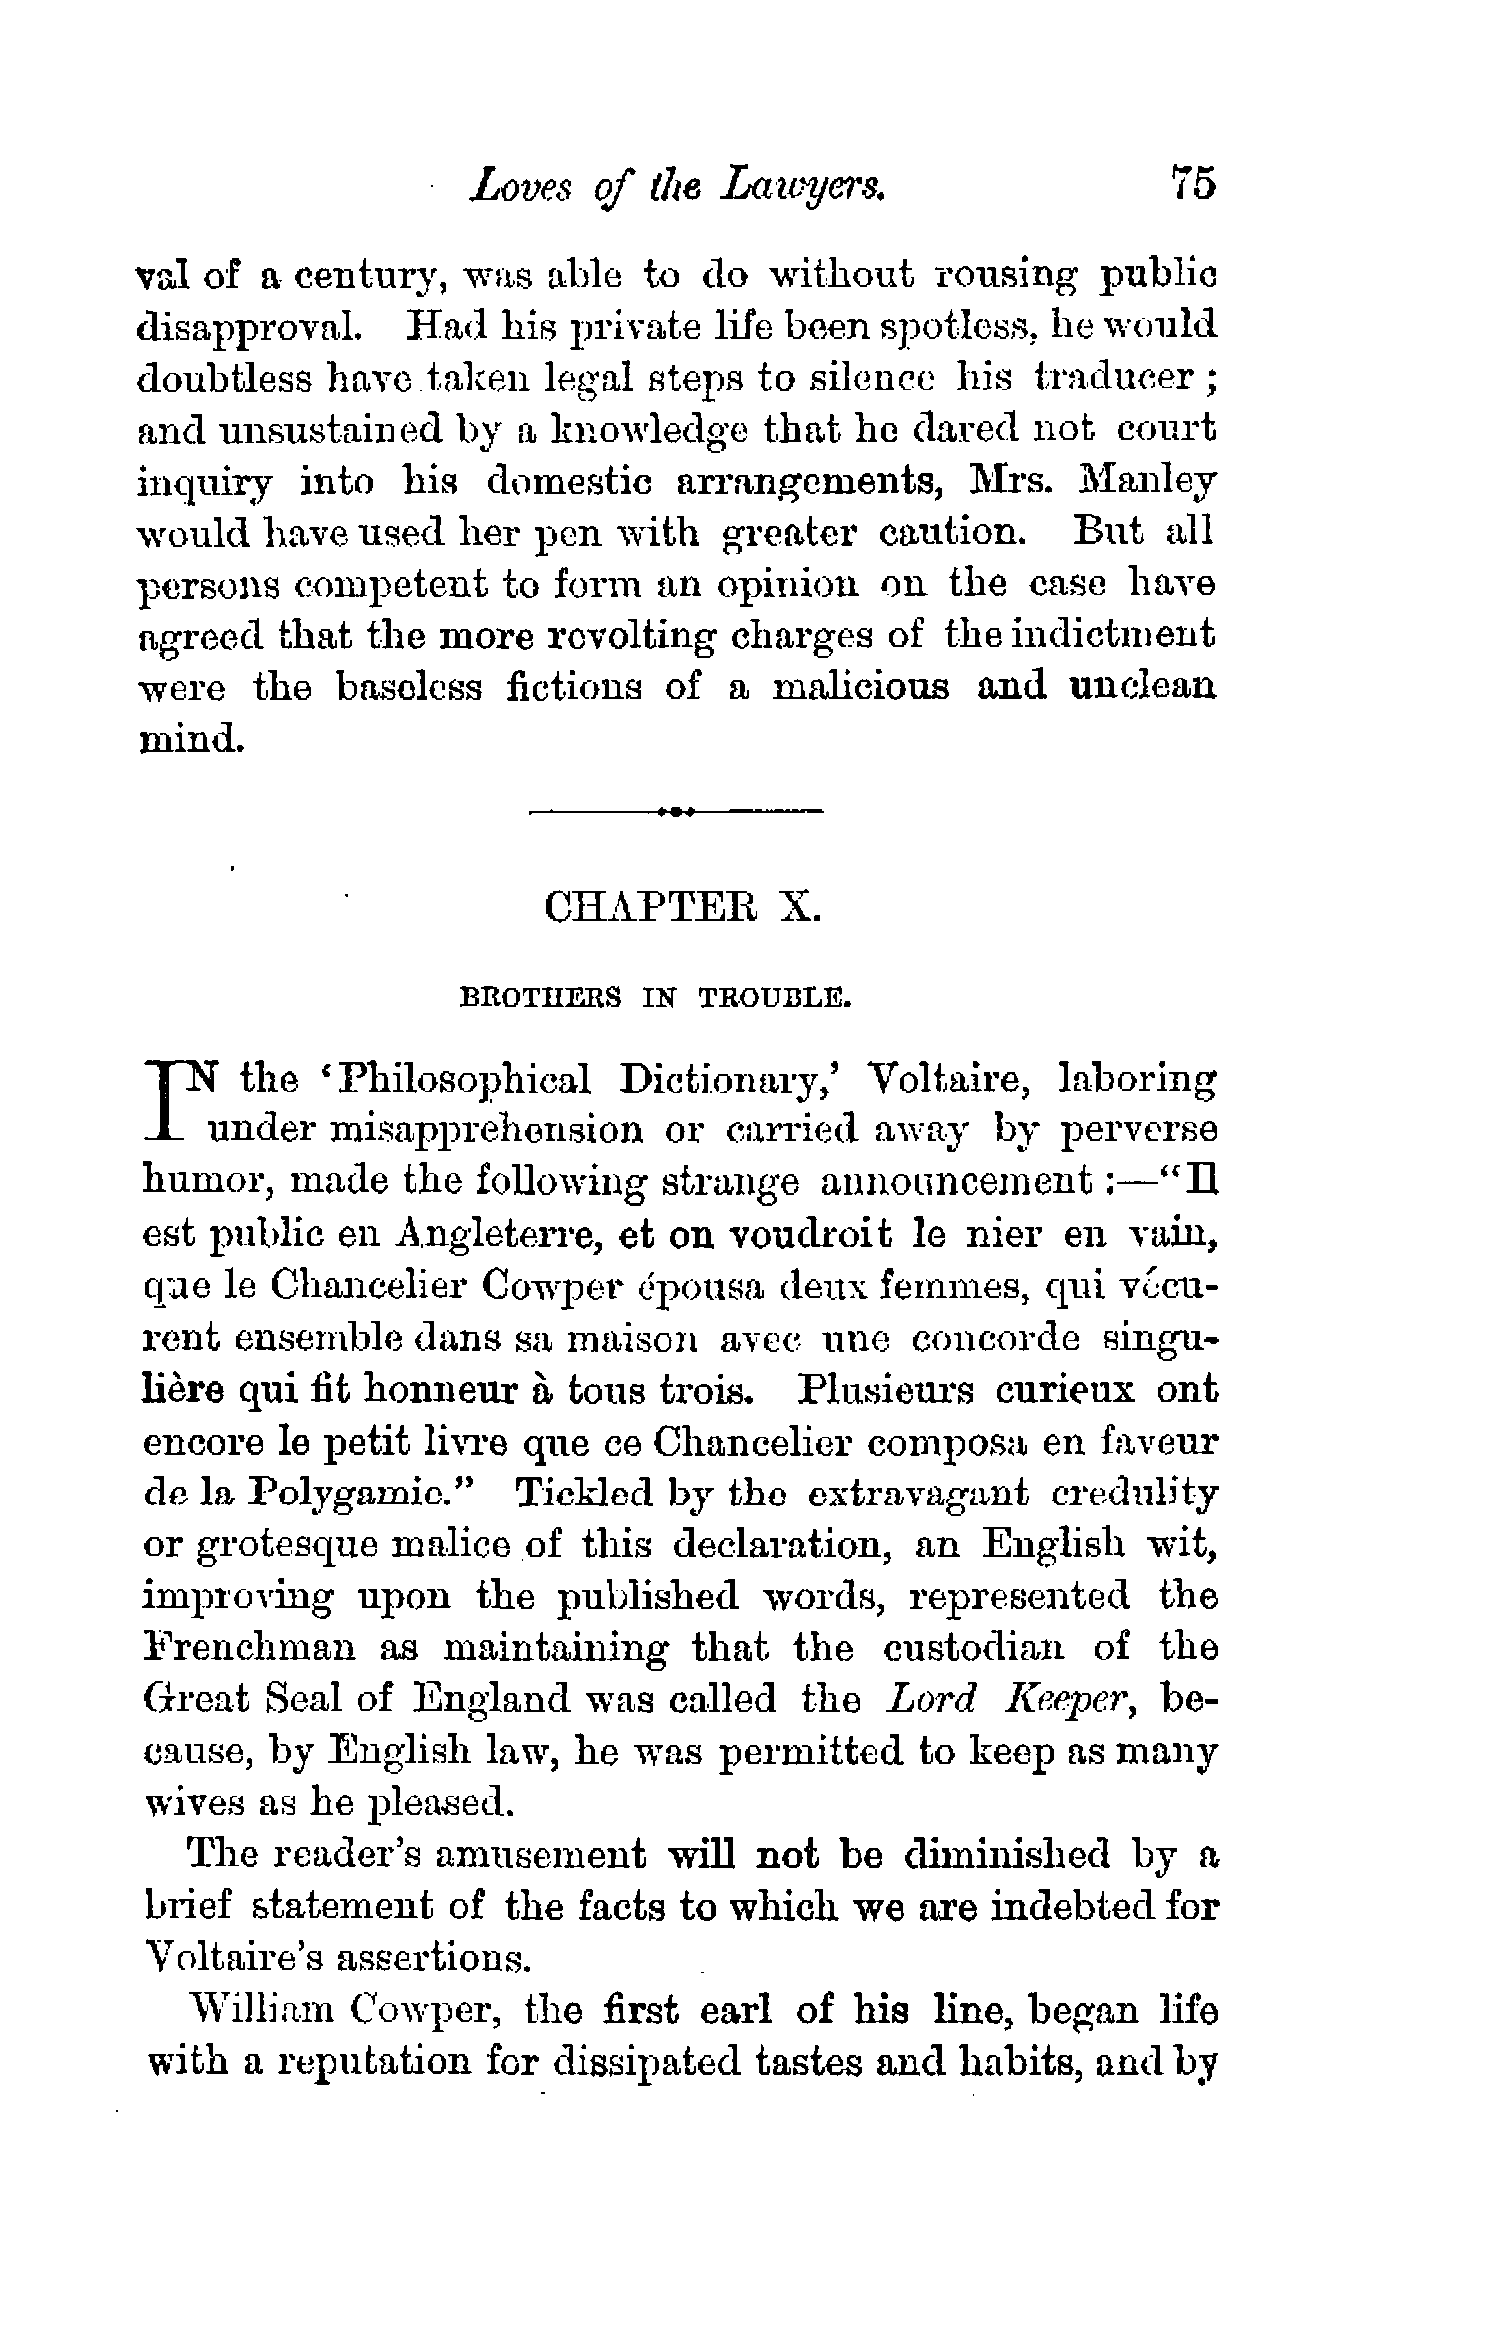 Loves of the Lawyers. 75
val of a century, was able to do without rousing public
disapproval. Had his private life been spotless, he would
doubtless have taken legal steps to silence his traducer ;
and unsustained by a knowledge that he dared not court
inquiry into his domestic arrangements, Mrs. Manley
would have used her pen with greater caution. But all
persons competent to form an opinion on the case have
agreed that the more revolting charges of the indictment
were the baseless fictions of a malicious and unclean
mind.
CHAPTER X.
BROTHERS IN TROUBLE.
IN the ‘Philosophical Dictionary,’ Voltaire, laboring
under misapprehension or carried away by perverse
humor, made the following strange announcement :—“Il
est public en Angleterre, et on voudroit le nier en vain,
que le Chancelier Cowper épousa deux femmes, qui vécu-
rent ensemble dans sa maison avec une concorde singu-
lière qui fit honneur à tous trois. Plusieurs curieux ont
encore le petit livre que ce Chancelier composa en faveur
de la Polygamie.” Tickled by the extravagant credulity
or grotesque malice of this declaration, an English wit,
improving upon the published words, represented the
Frenchman as maintaining that the custodian of the
Great Seal of England was called the Lord Keeper, be-
cause, by English law, he was permitted to keep as many
wives as he pleased.
The reader’s amusement will not be diminished by a
brief statement of the facts to which we are indebted for
Voltaire’s assertions.
William Cowper, the first earl of his line, began life
with a reputation for dissipated tastes and habits, and by